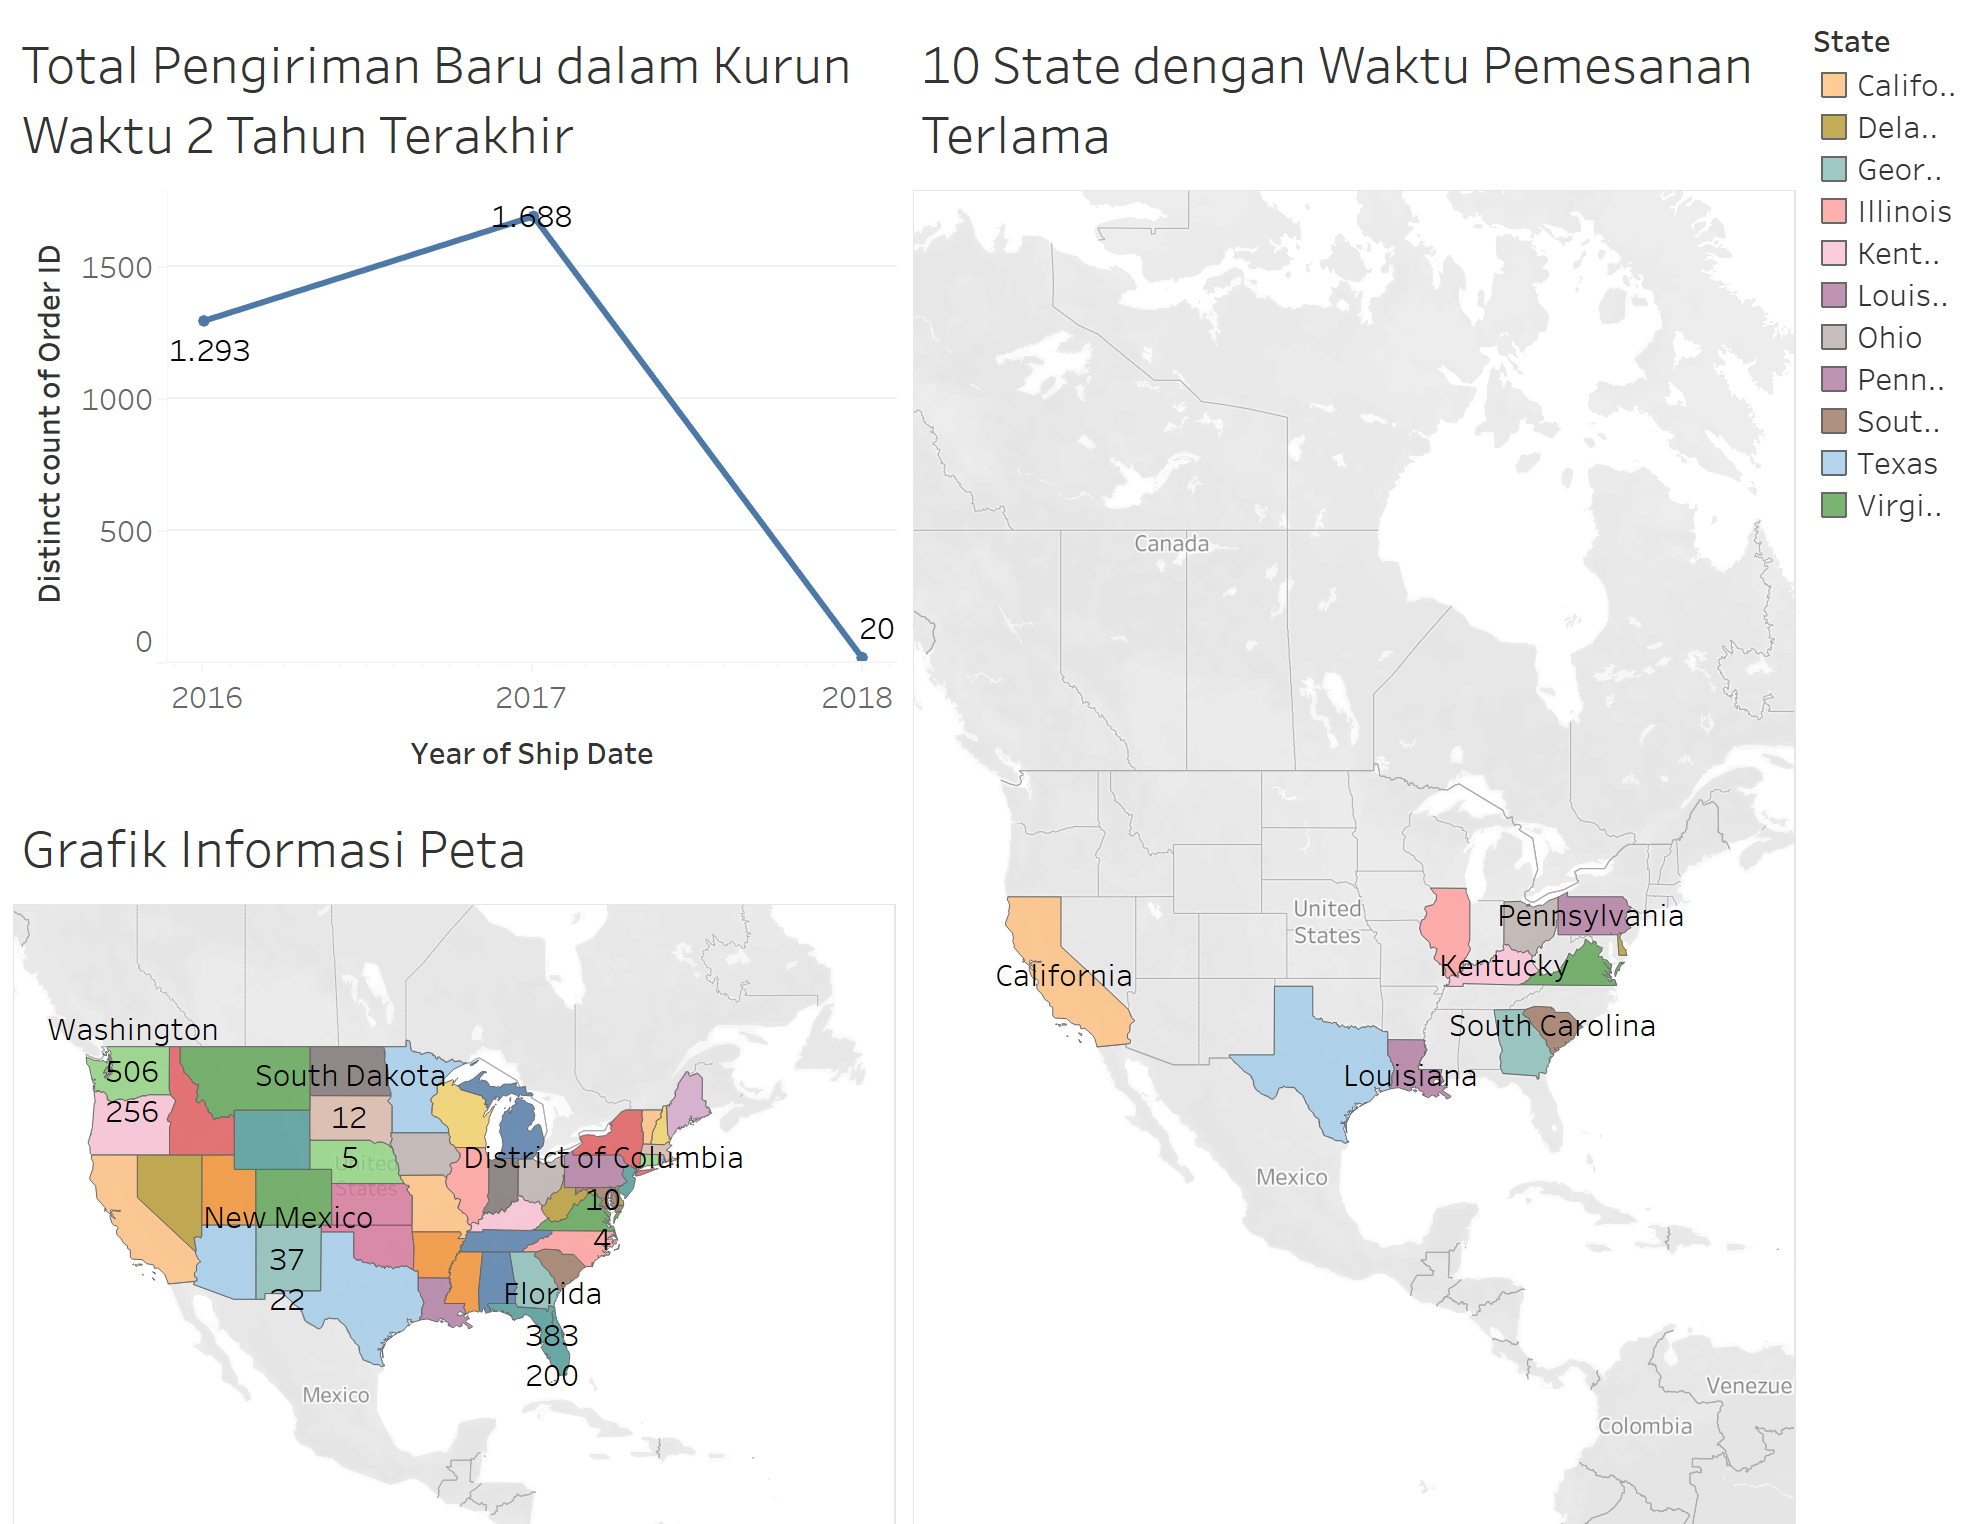 Total Pengiriman Baru dalam Kurun
Waktu 2 Tahun Terakhir
Distinct count of Order ID
1500
1000
500
0
1.293
1.688
20
2016
2017
2018
Year of Ship Date
Grafik Informasi Peta
Washington
506
256
South Dakota
12
5
United
States
District of Columbia
10
4
New Mexico
37
22
Florida
383
200
Mexico
10 State dengan Waktu Pemesanan
Terlama
Canada
United
States
Pennsylvania
Kentucky
California
South Carolina
Louisiana
Mexico
Venezue
Colombia
State
Califo..
Dela..
Geor..
Illinois
Kent..
Louis..
Ohio
Penn..
Sout..
Texas
Virgi..